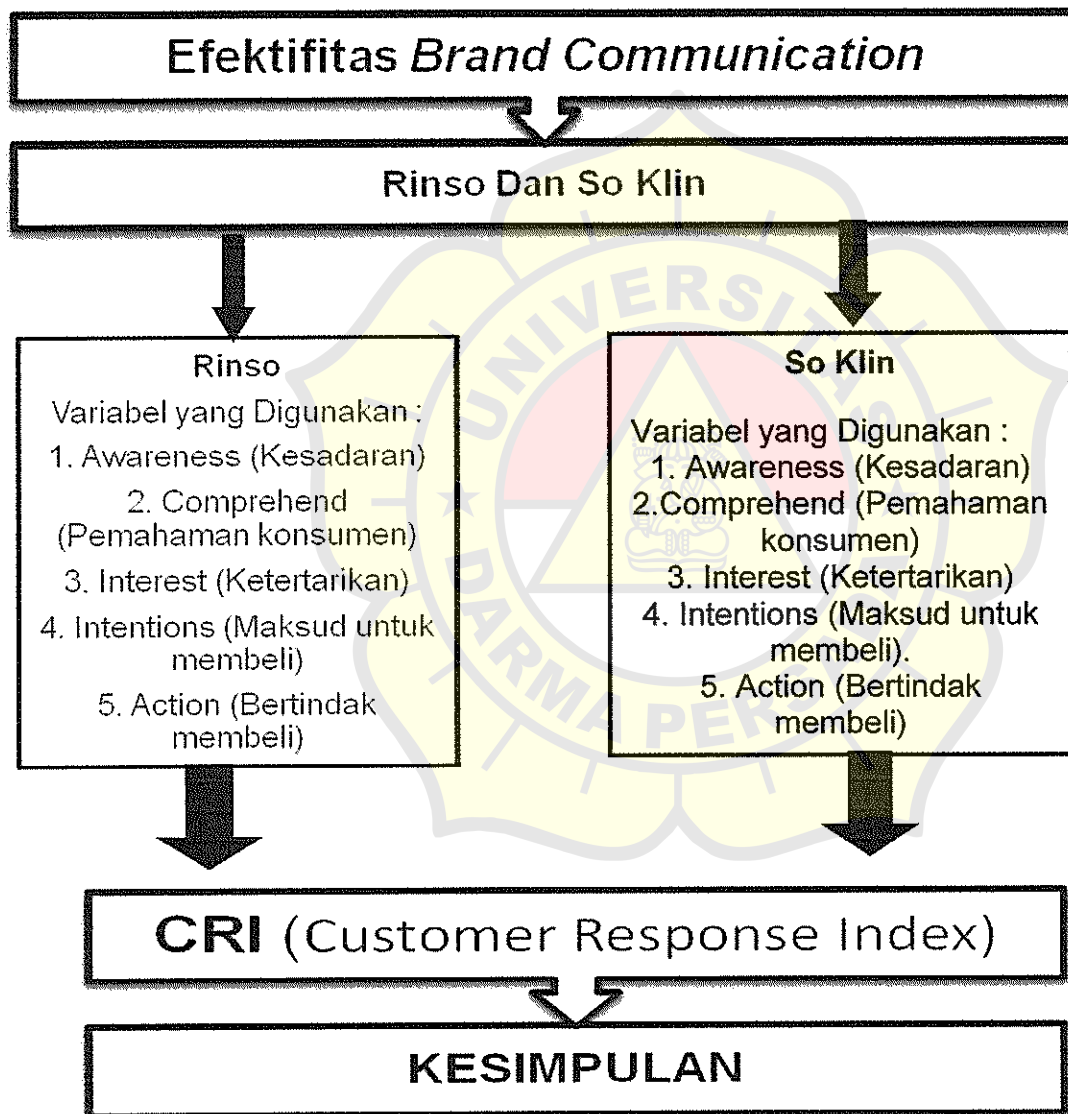 Efektifitas Brand Communication
Rinso Dan So Klin
Rinso
Variabel yang Digunakan :
1. Awareness (Kesadaran)
2. Comprehend
(Pemahaman konsumen)
3. Interest (Ketertarikan)
4. Intentions (Maksud untuk
membeli)
5. Action (Bertindak
membeli)
So Klin
Variabel yang Digunakan :
1. Awareness (Kesadaran)
2.Comprehend (Pemahaman
konsumen)
3. Interest (Ketertarikan)
4. Intentions (Maksud untuk
membeli).
5. Action (Bertindak
membeli)
CRI (Customer Response Index)
KESIMPULAN
UNIVERSITAS
DARMA PERSADA